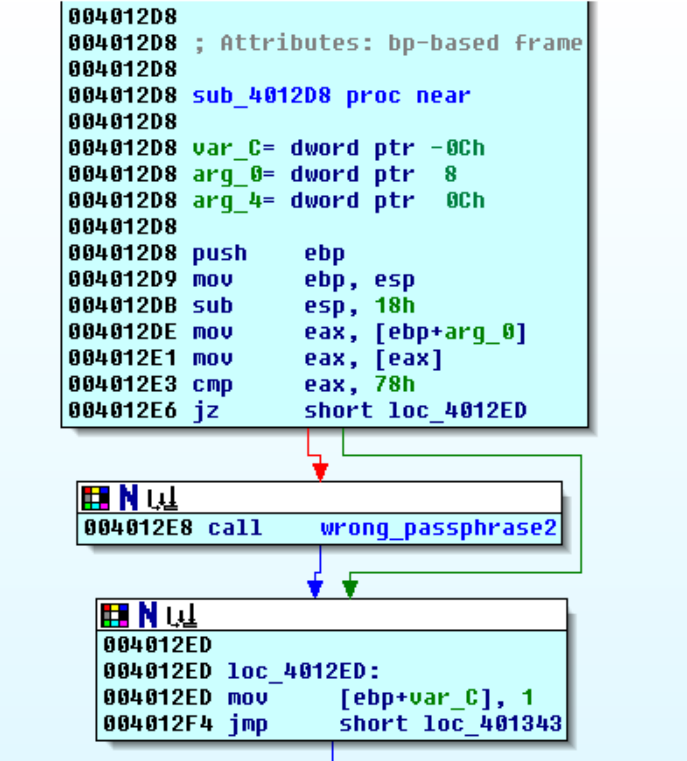 004012D8
004012D8 ; Attributes: bp-based frame
004012D8
004012D8 sub_4012D8 proc near
004012D8
004012D8 var_C= dword ptr -0Ch
004012D8 arg_0= dword ptr  8
004012D8 arg_4= dword ptr  0Ch
004012D8
004012D8 push    ebp
004012D9 mov     ebp, esp
004012DB sub     esp, 18h
004012DE mov     eax, [ebp+arg_0]
004012E1 mov     eax, [eax]
004012E3 cmp     eax, 78h
004012E6 jz      short loc_4012ED
004012E8 call    wrong_passphrase2
004012ED
004012ED loc_4012ED:
004012ED mov     [ebp+var_C], 1
004012F4 jmp     short loc_401343